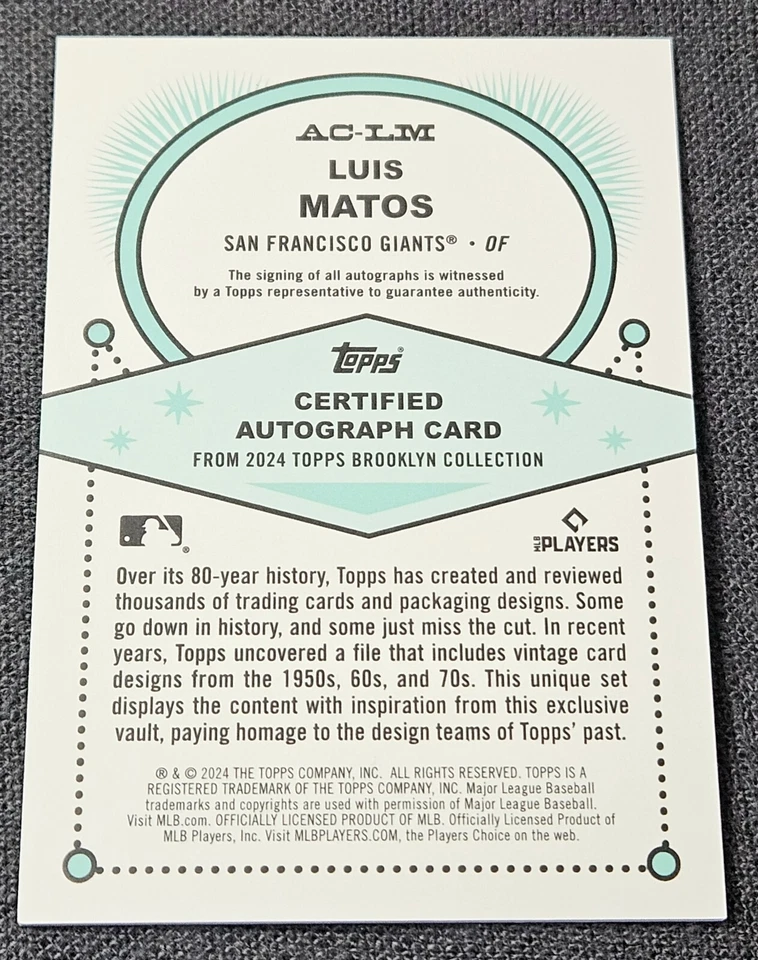 AC-LM
LUIS
MATOS
SAN FRANCISCO GIANTS® • OF
The signing of all autographs is witnessed
by a Topps representative to guarantee authenticity.
topps®
CERTIFIED
AUTOGRAPH CARD
FROM 2024 TOPPS BROOKLYN COLLECTION
®
MLB PLAYERS
Over its 80-year history, Topps has created and reviewed
thousands of trading cards and packaging designs. Some
go down in history, and some just miss the cut. In recent
years, Topps uncovered a file that includes vintage card
designs from the 1950s, 60s, and 70s. This unique set
displays the content with inspiration from this exclusive
vault, paying homage to the design teams of Topps' past.
® & © 2024 THE TOPPS COMPANY, INC. ALL RIGHTS RESERVED. TOPPS IS A
REGISTERED TRADEMARK OF THE TOPPS COMPANY, INC. Major League Baseball
trademarks and copyrights are used with permission of Major League Baseball.
Visit MLB.com. OFFICIALLY LICENSED PRODUCT OF MLB. Officially Licensed Product of
MLB Players, Inc. Visit MLBPLAYERS.COM, the Players Choice on the web.